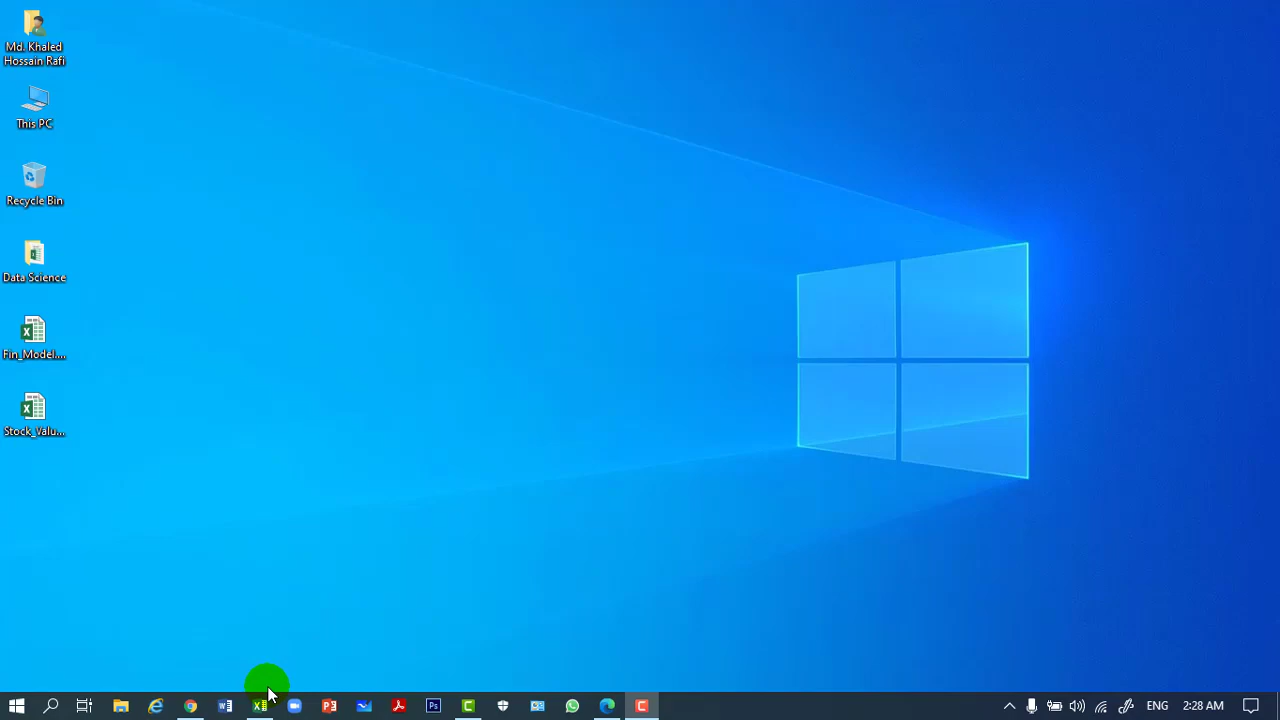 Md. Khaled
Hossain Rafi
This PC
Recycle Bin
Data Science
Fin_Model....
Stock_Valu...
ENG
2:28 AM